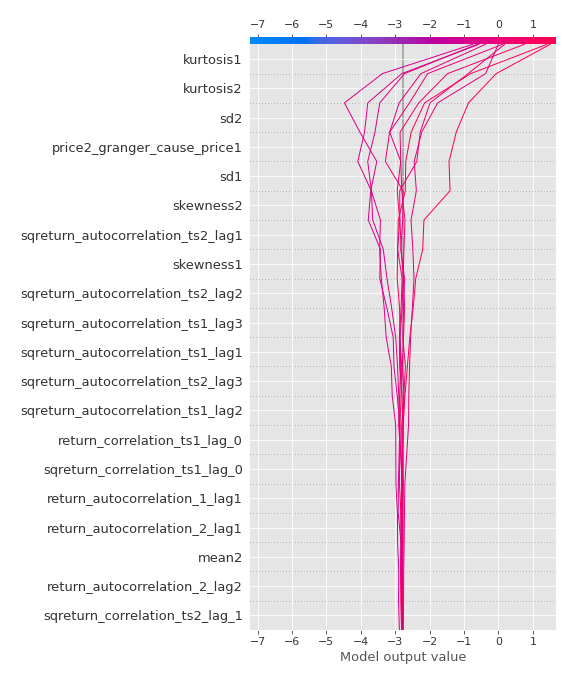 −7 −6 −5 −4 −3 −2 −1 0 1
kurtosis1
kurtosis2
sd2
price2_granger_cause_price1
sd1
skewness2
sqreturn_autocorrelation_ts2_lag1
skewness1
sqreturn_autocorrelation_ts2_lag2
sqreturn_autocorrelation_ts1_lag3
sqreturn_autocorrelation_ts1_lag1
sqreturn_autocorrelation_ts2_lag3
sqreturn_autocorrelation_ts1_lag2
return_correlation_ts1_lag_0
sqreturn_correlation_ts1_lag_0
return_autocorrelation_1_lag1
return_autocorrelation_2_lag1
mean2
return_autocorrelation_2_lag2
sqreturn_correlation_ts2_lag_1
−7 −6 −5 −4 −3 −2 −1 0 1
Model output value